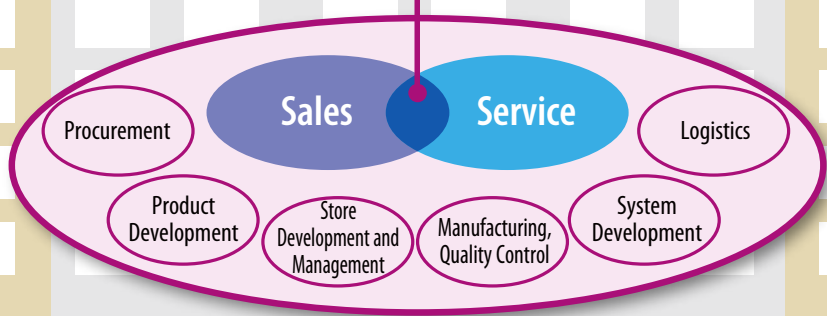 Sales
Service
Procurement
Logistics
Product
Development
Store
Development and
Management
Manufacturing,
Quality Control
System
Development